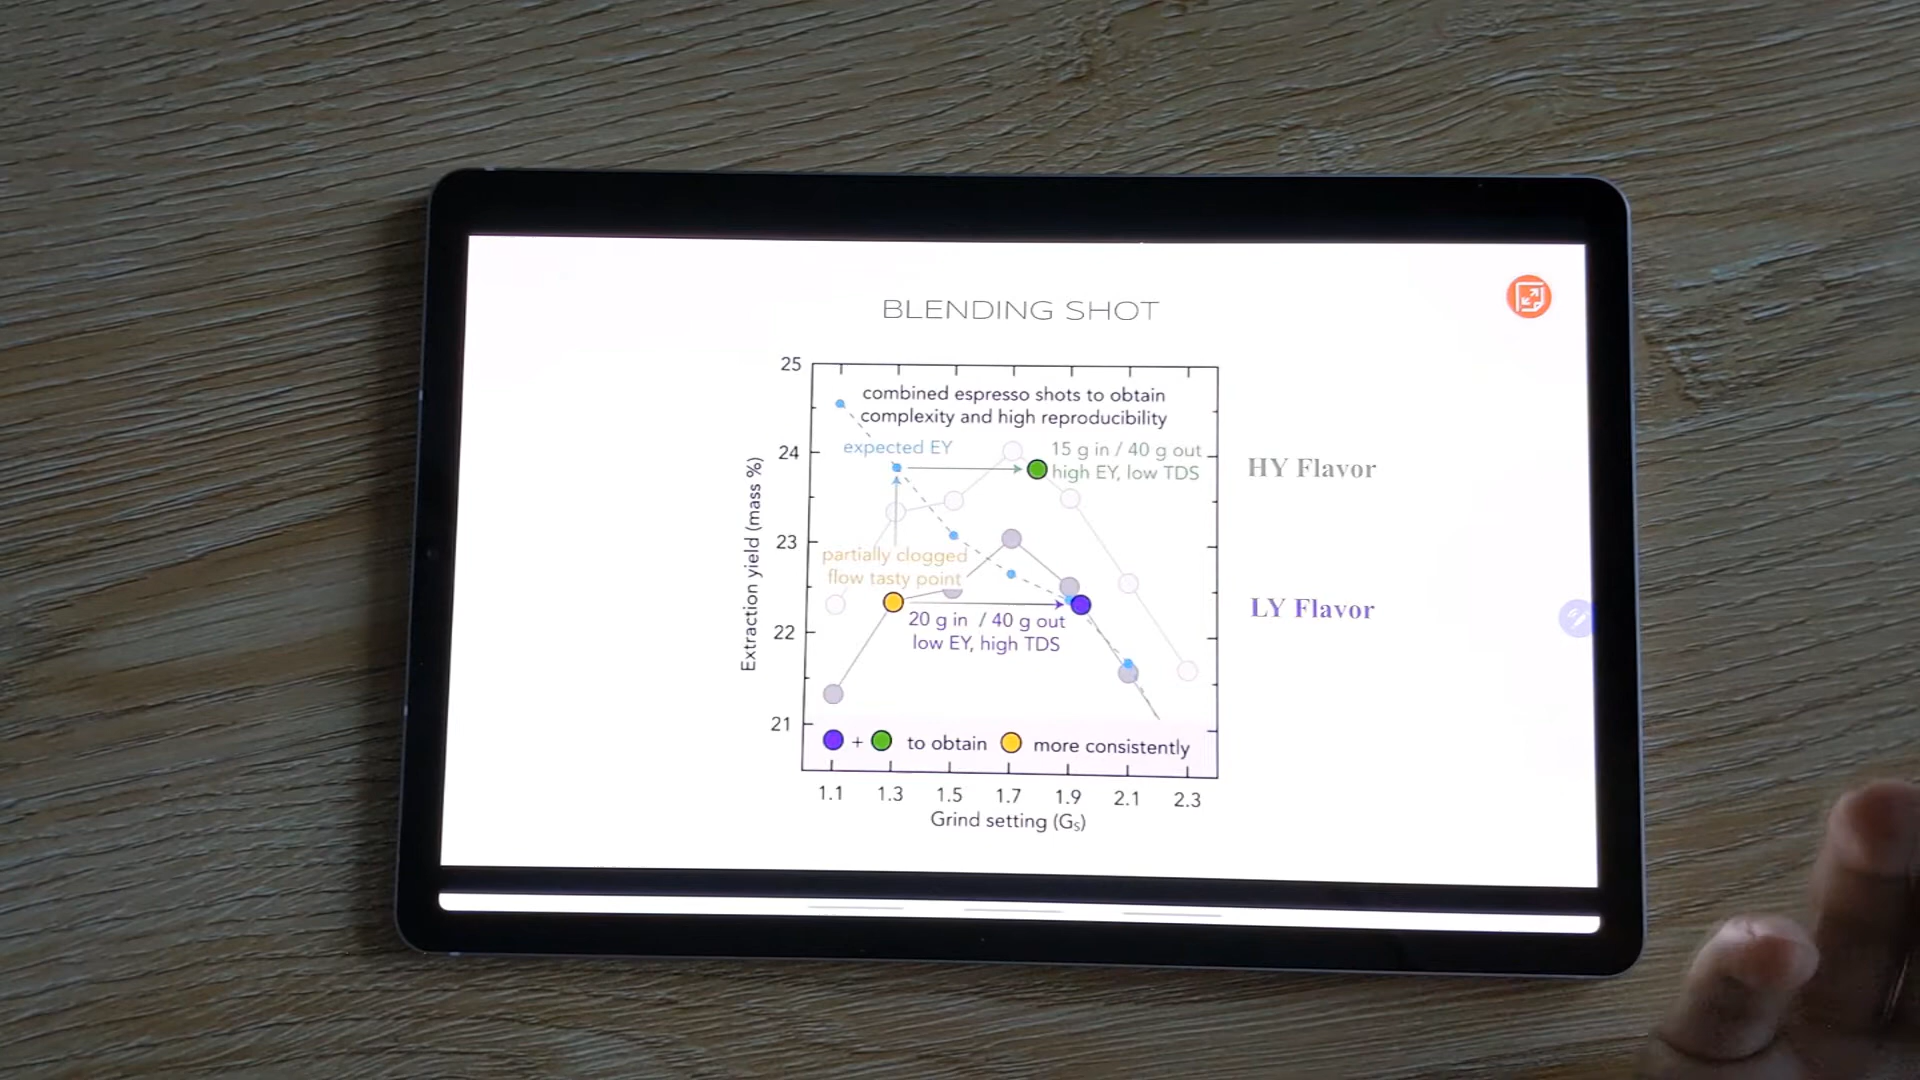 BLENDING SHOT
25
24
23
22
21
Extraction yield (mass %)
combined espresso shots to obtain
complexity and high reproducibility
expected EY
15 g in / 40 g out
high EY, low TDS
HY Flavor
partially clogged
flow tasty point
20 g in / 40 g out
low EY, high TDS
LY Flavor
+ to obtain more consistently
1.1 1.3 1.5 1.7 1.9 2.1 2.3
Grind setting (Gs)